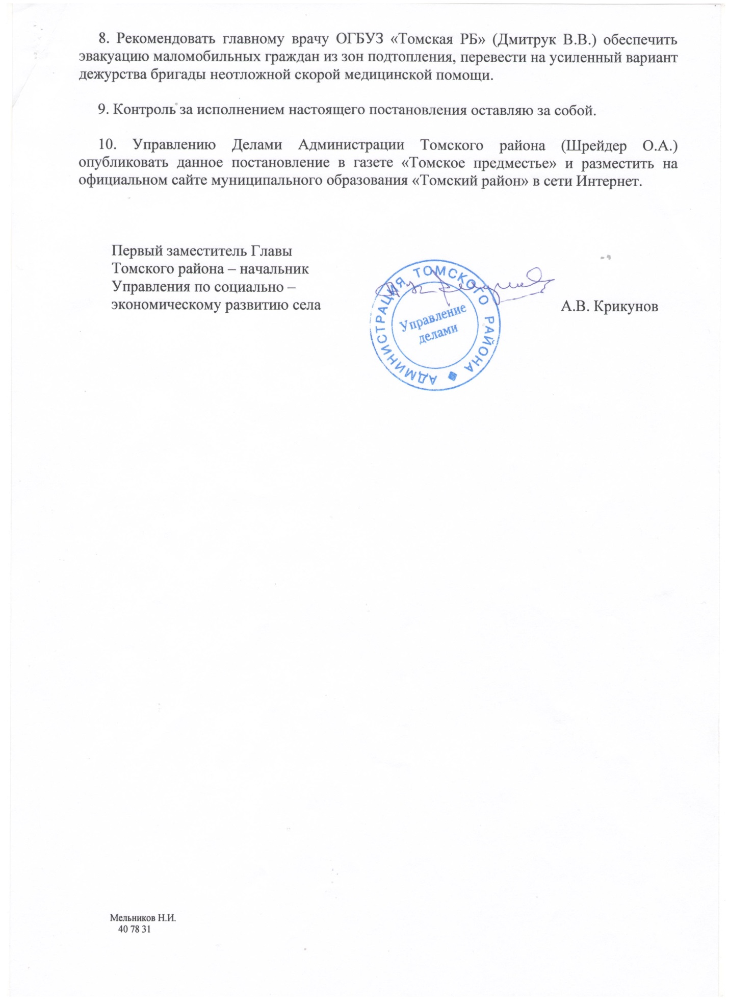 8. Рекомендовать главному врачу ОГБУЗ «Томская РБ» (Дмитрук В.В.) обеспечить
эвакуацию маломобильных граждан из зон подтопления, перевести на усиленный вариант
дежурства бригады неотложной скорой медицинской помощи.
9. Контроль за исполнением настоящего постановления оставляю за собой.
10. Управлению Делами Администрации Томского района (Шрейдер О.А.)
опубликовать данное постановление в газете «Томское предместье» и разместить на
официальном сайте муниципального образования «Томский район» в сети Интернет.
Первый заместитель Главы
Томского района – начальник
Управления по социально –
экономическому развитию села
А.В. Крикунов
АДМИНИСТРАЦИЯ ТОМСКОГО РАЙОНА
Управление
делами
Мельников Н.И.
40 78 31